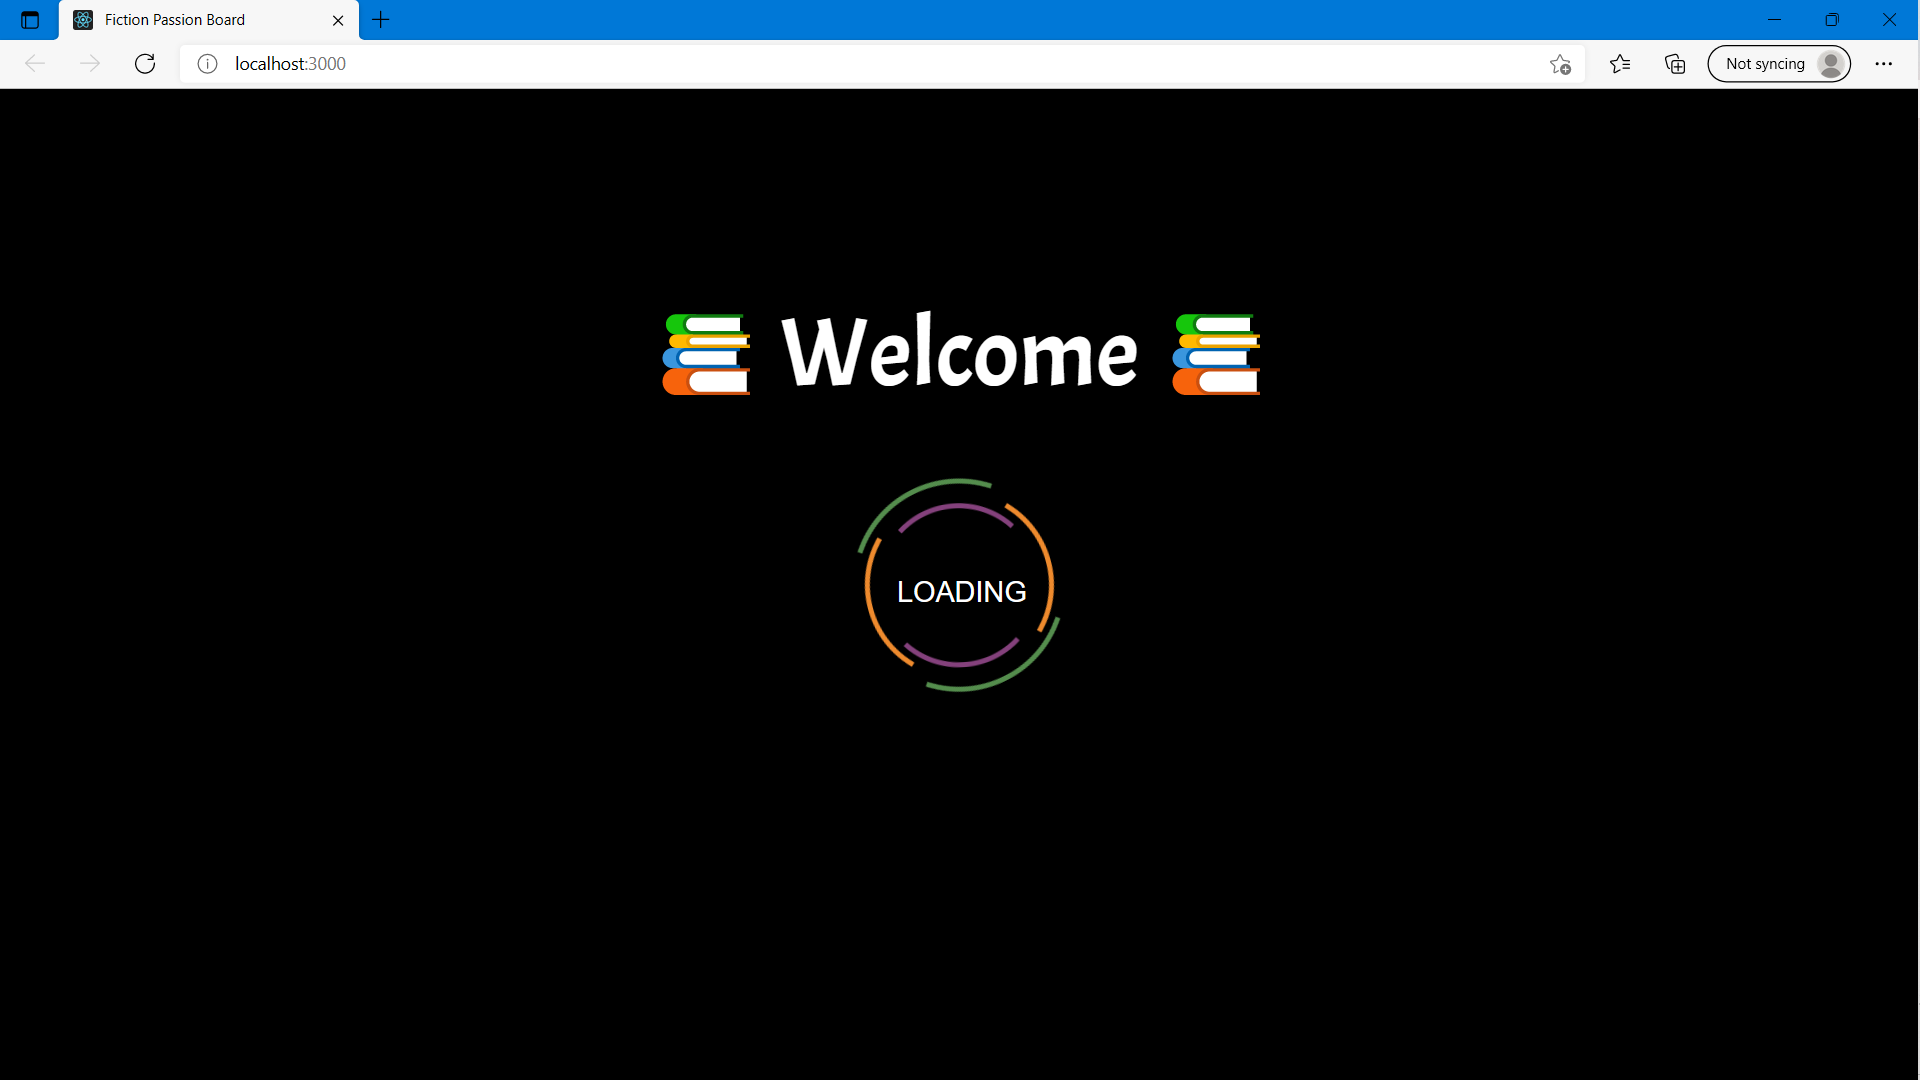 Fiction Passion Board
localhost:3000
Not syncing
Welcome
LOADING